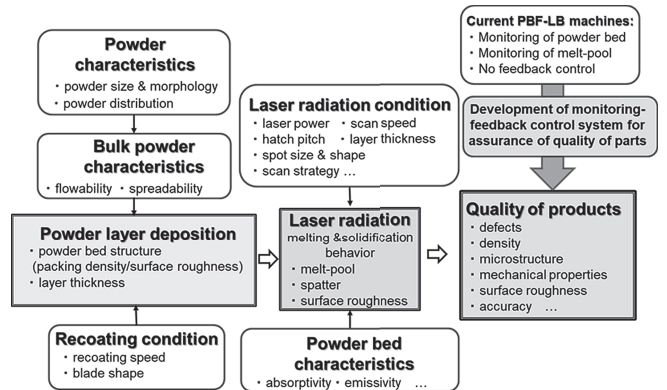 Powder
characteristics
・powder size & morphology
・powder distribution
Bulk powder
characteristics
・flowability ・spreadability
Powder layer deposition
・powder bed structure
(packing density/surface roughness)
・layer thickness
Recoating condition
・recoating speed
・blade shape
Laser radiation condition
・laser power ・scan speed
・hatch pitch ・layer thickness
・spot size & shape
・scan strategy …
Laser radiation
melting &solidification
behavior
・melt-pool
・spatter
・surface roughness
Powder bed
characteristics
・absorptivity ・emissivity …
Current PBF-LB machines:
・Monitoring of powder bed
・Monitoring of melt-pool
・No feedback control
Development of monitoring-
feedback control system for
assurance of quality of parts
Quality of products
・defects
・density
・microstructure
・mechanical properties
・surface roughness
・accuracy …